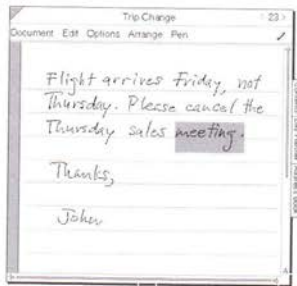 Trip Change
< 23 >
Document Edit Options Arrange Pen
Flight arrives Friday, not
Thursday. Please cancel the
Thursday sales meeting.
Thanks,
John